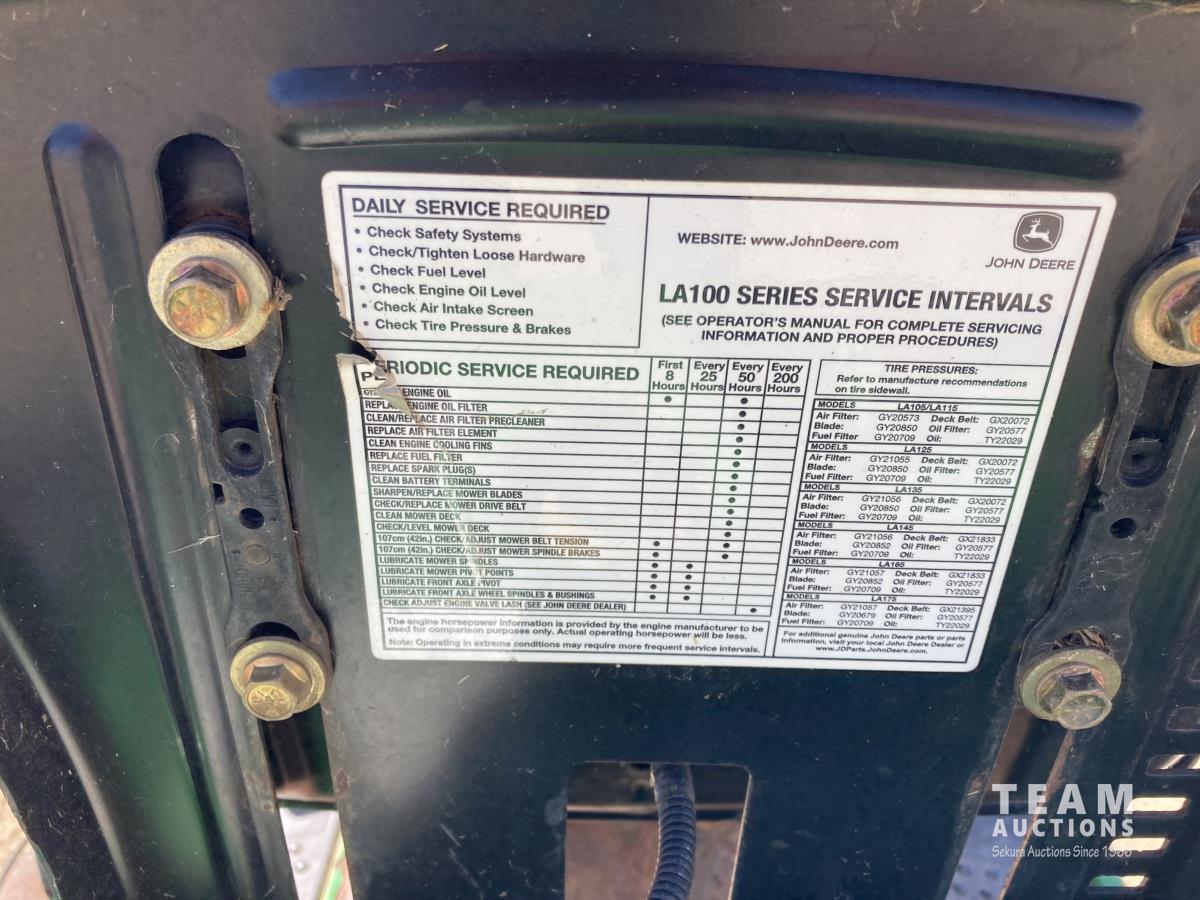 DAILY SERVICE REQUIRED
• Check Safety Systems
• Check/Tighten Loose Hardware
• Check Fuel Level
• Check Engine Oil Level
• Check Air Intake Screen
• Check Tire Pressure & Brakes
WEBSITE: www.JohnDeere.com
JOHN DEERE
LA100 SERIES SERVICE INTERVALS
(SEE OPERATOR'S MANUAL FOR COMPLETE SERVICING
INFORMATION AND PROPER PROCEDURES)
PERIODIC SERVICE REQUIRED
First 8 Hours
Every 25 Hours
Every 50 Hours
Every 200 Hours
ENGINE OIL • •
REPLACE ENGINE OIL FILTER •
CLEAN/REPLACE AIR FILTER PRECLEANER •
REPLACE AIR FILTER ELEMENT •
CLEAN ENGINE COOLING FINS •
REPLACE FUEL FILTER •
REPLACE SPARK PLUG(S) •
CLEAN BATTERY TERMINALS •
SHARPEN/REPLACE MOWER BLADES •
CHECK/REPLACE MOWER DRIVE BELT •
CLEAN MOWER DECK •
CHECK/LEVEL MOWER DECK •
107cm (42in.) CHECK/ADJUST MOWER BELT TENSION • •
107cm (42in.) CHECK/ADJUST MOWER SPINDLE BRAKES • •
LUBRICATE MOWER SPINDLES • •
LUBRICATE MOWER PIVOT POINTS • •
LUBRICATE FRONT AXLE PIVOT • •
LUBRICATE FRONT AXLE WHEEL SPINDLES & BUSHINGS • •
CHECK ADJUST ENGINE VALVE LASH (SEE JOHN DEERE DEALER) •
The engine horsepower information is provided by the engine manufacturer to be
used for comparison purposes only. Actual operating horsepower will be less.
Note: Operating in extreme conditions may require more frequent service intervals.
TIRE PRESSURES:
Refer to manufacture recommendations
on tire sidewall.
MODELS LA105/LA115
Air Filter: GY20573 Deck Belt: GX20072
Blade: GY20850 Oil Filter: GY20577
Fuel Filter GY20709 Oil: TY22029
MODELS LA125
Air Filter: GY21055 Deck Belt: GX20072
Blade: GY20850 Oil Filter: GY20577
Fuel Filter: GY20709 Oil: TY22029
MODELS LA135
Air Filter: GY21056 Deck Belt: GX20072
Blade: GY20850 Oil Filter: GY20577
Fuel Filter: GY20709 Oil: TY22029
MODELS LA145
Air Filter: GY21056 Deck Belt: GX21833
Blade: GY20852 Oil Filter: GY20577
Fuel Filter: GY20709 Oil: TY22029
MODELS LA165
Air Filter: GY21057 Deck Belt: GX21833
Blade: GY20852 Oil Filter: GY20577
Fuel Filter: GY20709 Oil: TY22029
MODELS LA175
Air Filter: GY21057 Deck Belt: GX21395
Blade: GY20679 Oil Filter: GY20577
Fuel Filter: GY20709 Oil: TY22029
For additional genuine John Deere parts or parts
information, visit your local John Deere Dealer or
www.JDParts.JohnDeere.com.
TEAM
AUCTIONS
Sekura Auctions Since 1966